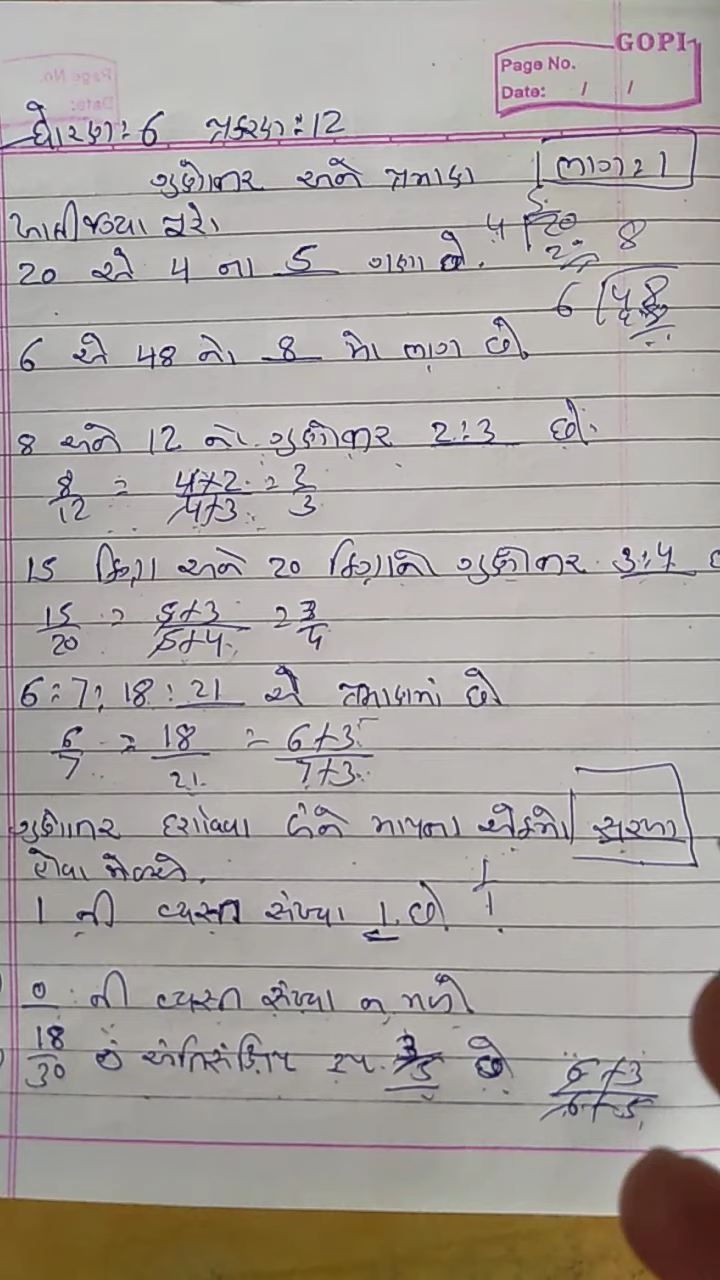 GOPI
Page No.
Date: / /
ધોરણ : 6 પ્રકરણ : 12
ગુણોત્તર અને પ્રમાણ ભાગ : 1
ખાલી જગ્યા પૂરો
20 એ 4 ના 5 ગણા છે.
6 એ 48 નો 8 મો ભાગ છે
8 અને 12 નો ગુણોત્તર 2:3 છે.
8/12 = 4×2/4×3 = 2/3
15 કિગ્રા અને 20 કિગ્રાનો ગુણોત્તર 3:4
15/20 = 5×3/5×4 = 3/4
6 : 7 : 18 : 21 એ પ્રમાણમાં છે
6/7 = 18/21 = 6×3/7×3
ગુણોત્તર દર્શાવવા બંને માપના એકમો સરખા
હોવા જોઈએ.
1 ની વ્યસ્ત સંખ્યા 1 છે 1/1
0 ની વ્યસ્ત સંખ્યા ન મળે
18/30 નું અતિસંક્ષિપ્ત રૂપ 3/5 છે 6×3/6×5